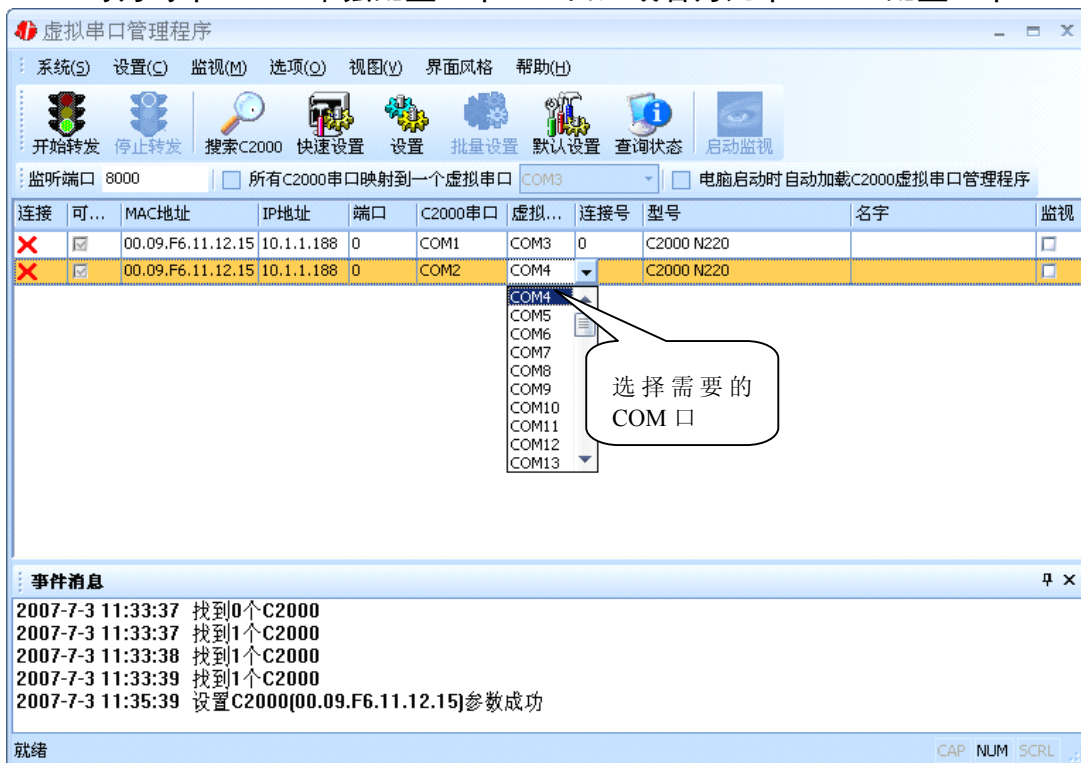 虚拟串口管理程序
系统(S) 设置(C) 监视(M) 选项(O) 视图(V) 界面风格 帮助(H)
开始转发 停止转发 搜索C2000 快速设置 设置 批量设置 默认设置 查询状态 启动监视
监听端口 8000 所有C2000串口映射到一个虚拟串口 COM3 电脑启动时自动加载C2000虚拟串口管理程序
连接 可... MAC地址 IP地址 端口 C2000串口 虚拟... 连接号 型号 名字 监视
00.09.F6.11.12.15 10.1.1.188 0 COM1 COM3 0 C2000 N220
00.09.F6.11.12.15 10.1.1.188 0 COM2 COM4 C2000 N220
COM4
COM5
COM6
COM7
COM8
COM9
COM10
COM11
COM12
COM13
选择需要的
COM 口
事件消息
2007-7-3 11:33:37 找到0个C2000
2007-7-3 11:33:37 找到1个C2000
2007-7-3 11:33:38 找到1个C2000
2007-7-3 11:33:39 找到1个C2000
2007-7-3 11:35:39 设置C2000(00.09.F6.11.12.15)参数成功
就绪 CAP NUM SCRL